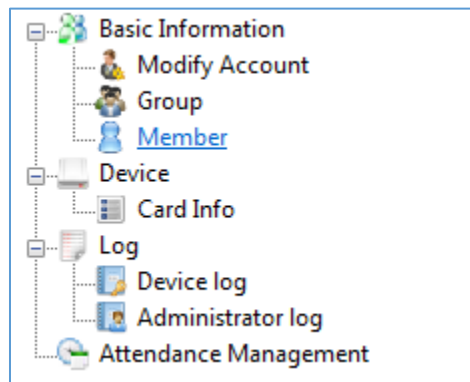 Basic Information
Modify Account
Group
Member
Device
Card Info
Log
Device log
Administrator log
Attendance Management